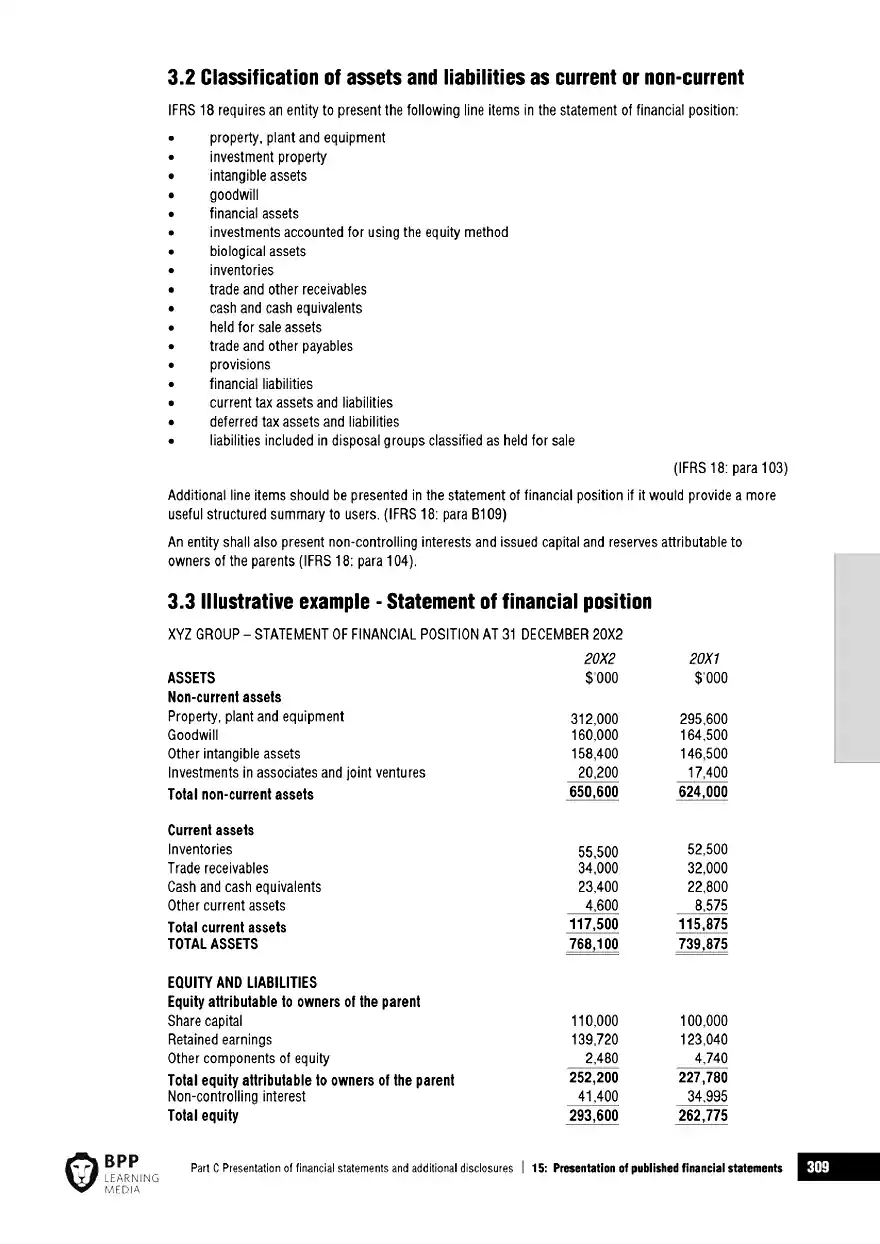 3.2 Classification of assets and liabilities as current or non-current
IFRS 18 requires an entity to present the following line items in the statement of financial position:
• property, plant and equipment
• investment property
• intangible assets
• goodwill
• financial assets
• investments accounted for using the equity method
• biological assets
• inventories
• trade and other receivables
• cash and cash equivalents
• held for sale assets
• trade and other payables
• provisions
• financial liabilities
• current tax assets and liabilities
• deferred tax assets and liabilities
• liabilities included in disposal groups classified as held for sale
(IFRS 18: para 103)
Additional line items should be presented in the statement of financial position if it would provide a more
useful structured summary to users. (IFRS 18: para B109)
An entity shall also present non-controlling interests and issued capital and reserves attributable to
owners of the parents (IFRS 18: para 104).
3.3 Illustrative example - Statement of financial position
XYZ GROUP – STATEMENT OF FINANCIAL POSITION AT 31 DECEMBER 20X2
20X2 20X1
ASSETS $'000 $'000
Non-current assets
Property, plant and equipment 312,000 295,600
Goodwill 160,000 164,500
Other intangible assets 158,400 146,500
Investments in associates and joint ventures 20,200 17,400
Total non-current assets 650,600 624,000
Current assets
Inventories 55,500 52,500
Trade receivables 34,000 32,000
Cash and cash equivalents 23,400 22,800
Other current assets 4,600 8,575
Total current assets 117,500 115,875
TOTAL ASSETS 768,100 739,875
EQUITY AND LIABILITIES
Equity attributable to owners of the parent
Share capital 110,000 100,000
Retained earnings 139,720 123,040
Other components of equity 2,480 4,740
Total equity attributable to owners of the parent 252,200 227,780
Non-controlling interest 41,400 34,995
Total equity 293,600 262,775
BPP
LEARNING
MEDIA
Part C Presentation of financial statements and additional disclosures | 15: Presentation of published financial statements 309